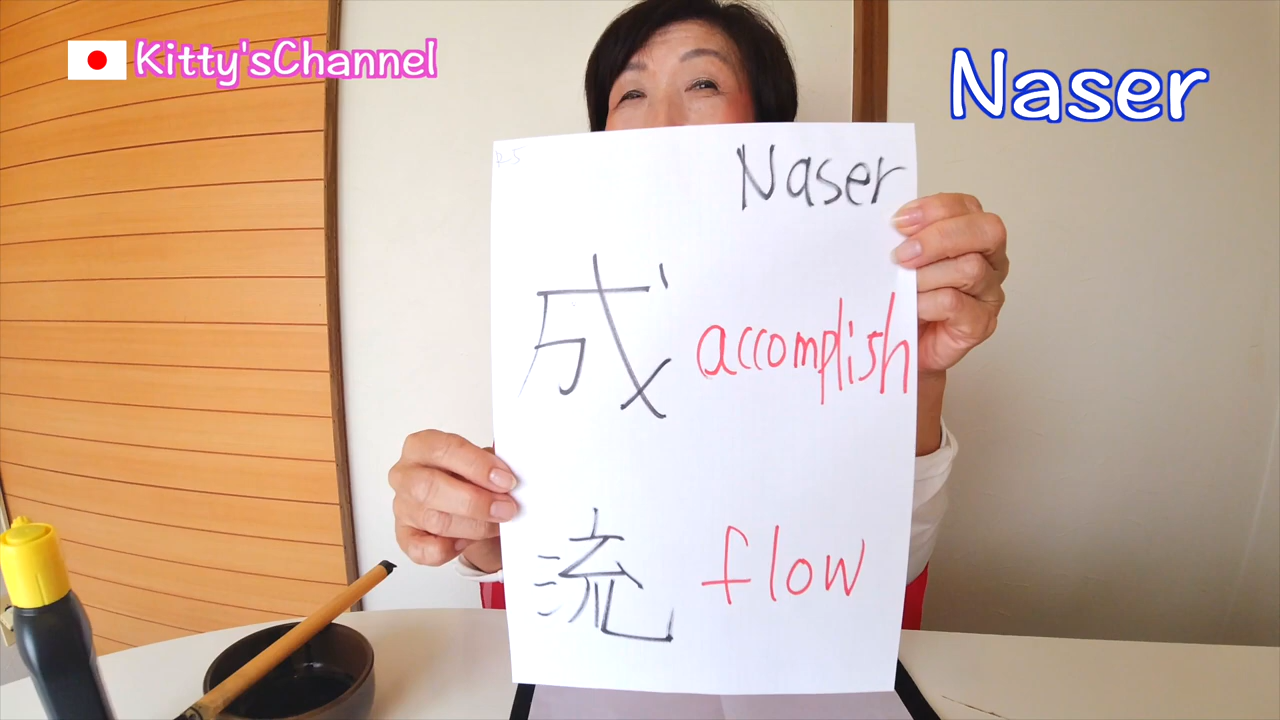 Kitty'sChannel
Naser
Naser
成 accomplish
流 flow